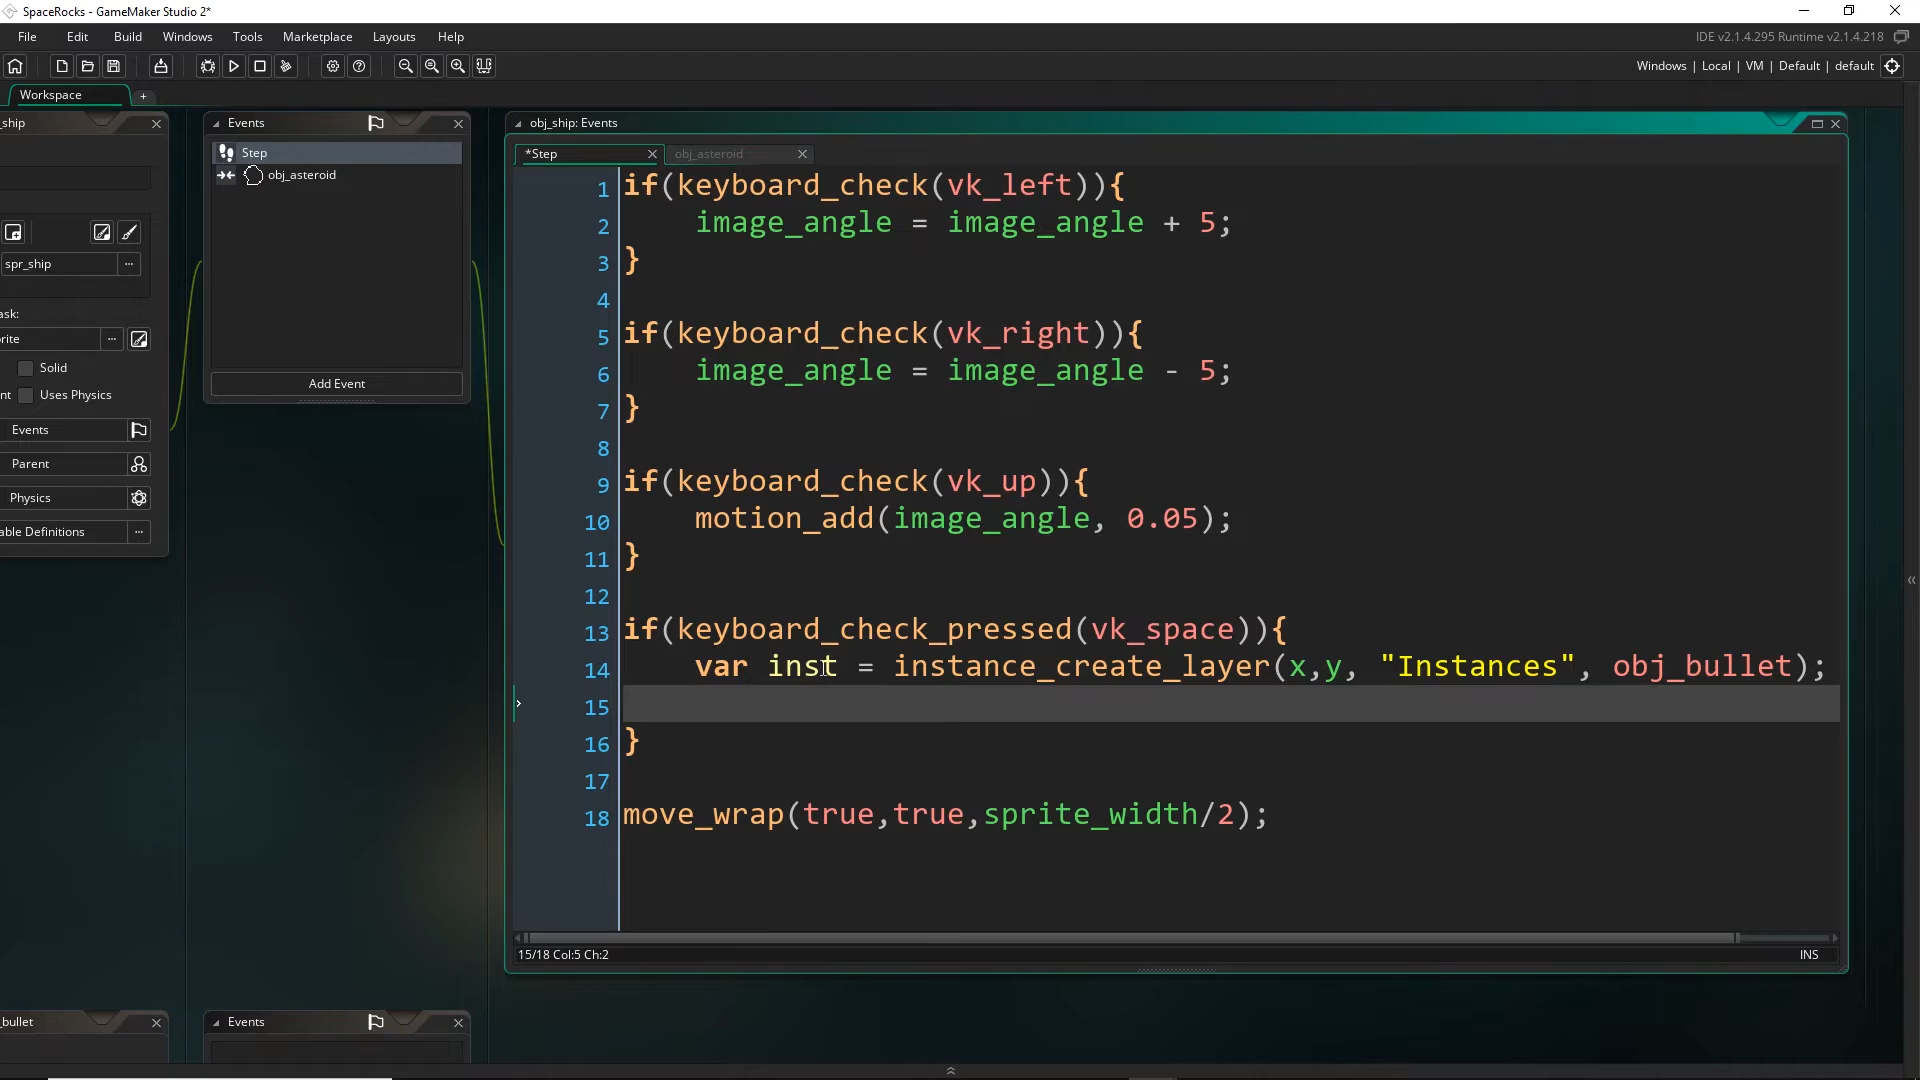 SpaceRocks - GameMaker Studio 2*
File Edit Build Windows Tools Marketplace Layouts Help
IDE v2.1.4.295 Runtime v2.1.4.218
Windows | Local | VM | Default | default
Workspace +
_ship
spr_ship ...
ask:
rite ...
Solid
nt Uses Physics
Events
Parent
Physics
able Definitions ...
Events
Step
obj_asteroid
Add Event
obj_ship: Events
*Step obj_asteroid
1 if(keyboard_check(vk_left)){
2 image_angle = image_angle + 5;
3 }
4
5 if(keyboard_check(vk_right)){
6 image_angle = image_angle - 5;
7 }
8
9 if(keyboard_check(vk_up)){
10 motion_add(image_angle, 0.05);
11 }
12
13 if(keyboard_check_pressed(vk_space)){
14 var inst = instance_create_layer(x,y, "Instances", obj_bullet);
15
16 }
17
18 move_wrap(true,true,sprite_width/2);
15/18 Col:5 Ch:2 INS
_bullet
Events